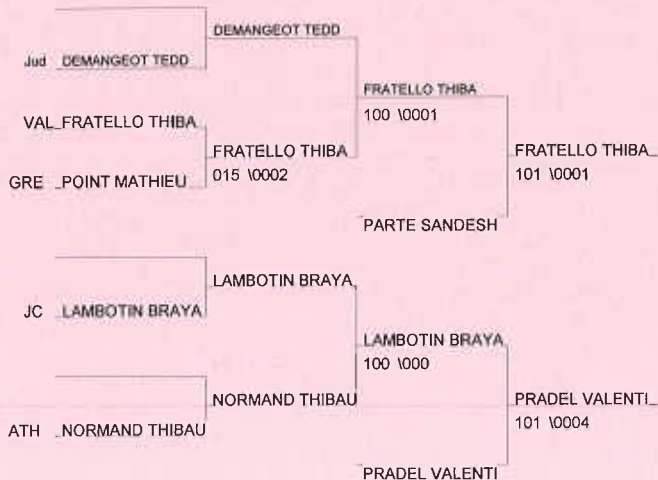 DEMANGEOT TEDD
Jud DEMANGEOT TEDD
FRATELLO THIBA
100 \0001
VAL FRATELLO THIBA
FRATELLO THIBA
015 \0002
FRATELLO THIBA
101 \0001
GRE POINT MATHIEU
PARTE SANDESH
LAMBOTIN BRAYA
JC LAMBOTIN BRAYA
LAMBOTIN BRAYA
100 \000
NORMAND THIBAU
PRADEL VALENTI
101 \0004
ATH NORMAND THIBAU
PRADEL VALENTI